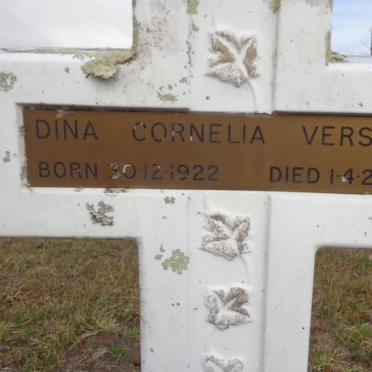 DINA CORNELIA VERS
BORN 30·12·1922 DIED 1·4·2